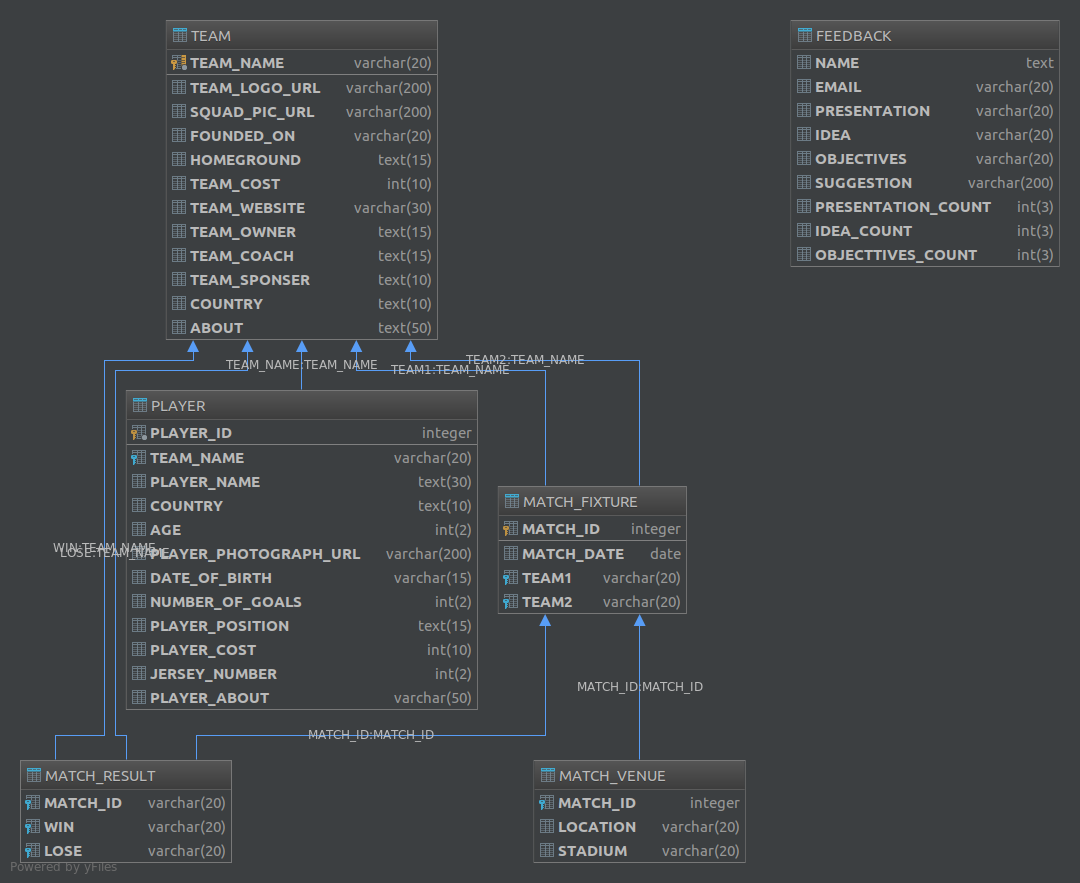 TEAM
TEAM_NAME varchar(20)
TEAM_LOGO_URL varchar(200)
SQUAD_PIC_URL varchar(200)
FOUNDED_ON varchar(20)
HOMEGROUND text(15)
TEAM_COST int(10)
TEAM_WEBSITE varchar(30)
TEAM_OWNER text(15)
TEAM_COACH text(15)
TEAM_SPONSER text(10)
COUNTRY text(10)
ABOUT text(50)
FEEDBACK
NAME text
EMAIL varchar(20)
PRESENTATION varchar(20)
IDEA varchar(20)
OBJECTIVES varchar(20)
SUGGESTION varchar(200)
PRESENTATION_COUNT int(3)
IDEA_COUNT int(3)
OBJECTTIVES_COUNT int(3)
TEAM_NAME:TEAM_NAME
TEAM2:TEAM_NAME
TEAM1:TEAM_NAME
PLAYER
PLAYER_ID integer
TEAM_NAME varchar(20)
PLAYER_NAME text(30)
COUNTRY text(10)
AGE int(2)
PLAYER_PHOTOGRAPH_URL varchar(200)
DATE_OF_BIRTH varchar(15)
NUMBER_OF_GOALS int(2)
PLAYER_POSITION text(15)
PLAYER_COST int(10)
JERSEY_NUMBER int(2)
PLAYER_ABOUT varchar(50)
WIN:TEAM_NAME
LOSE:TEAM_NAME
MATCH_FIXTURE
MATCH_ID integer
MATCH_DATE date
TEAM1 varchar(20)
TEAM2 varchar(20)
MATCH_ID:MATCH_ID
MATCH_ID:MATCH_ID
MATCH_RESULT
MATCH_ID varchar(20)
WIN varchar(20)
LOSE varchar(20)
MATCH_VENUE
MATCH_ID integer
LOCATION varchar(20)
STADIUM varchar(20)
Powered by yFiles